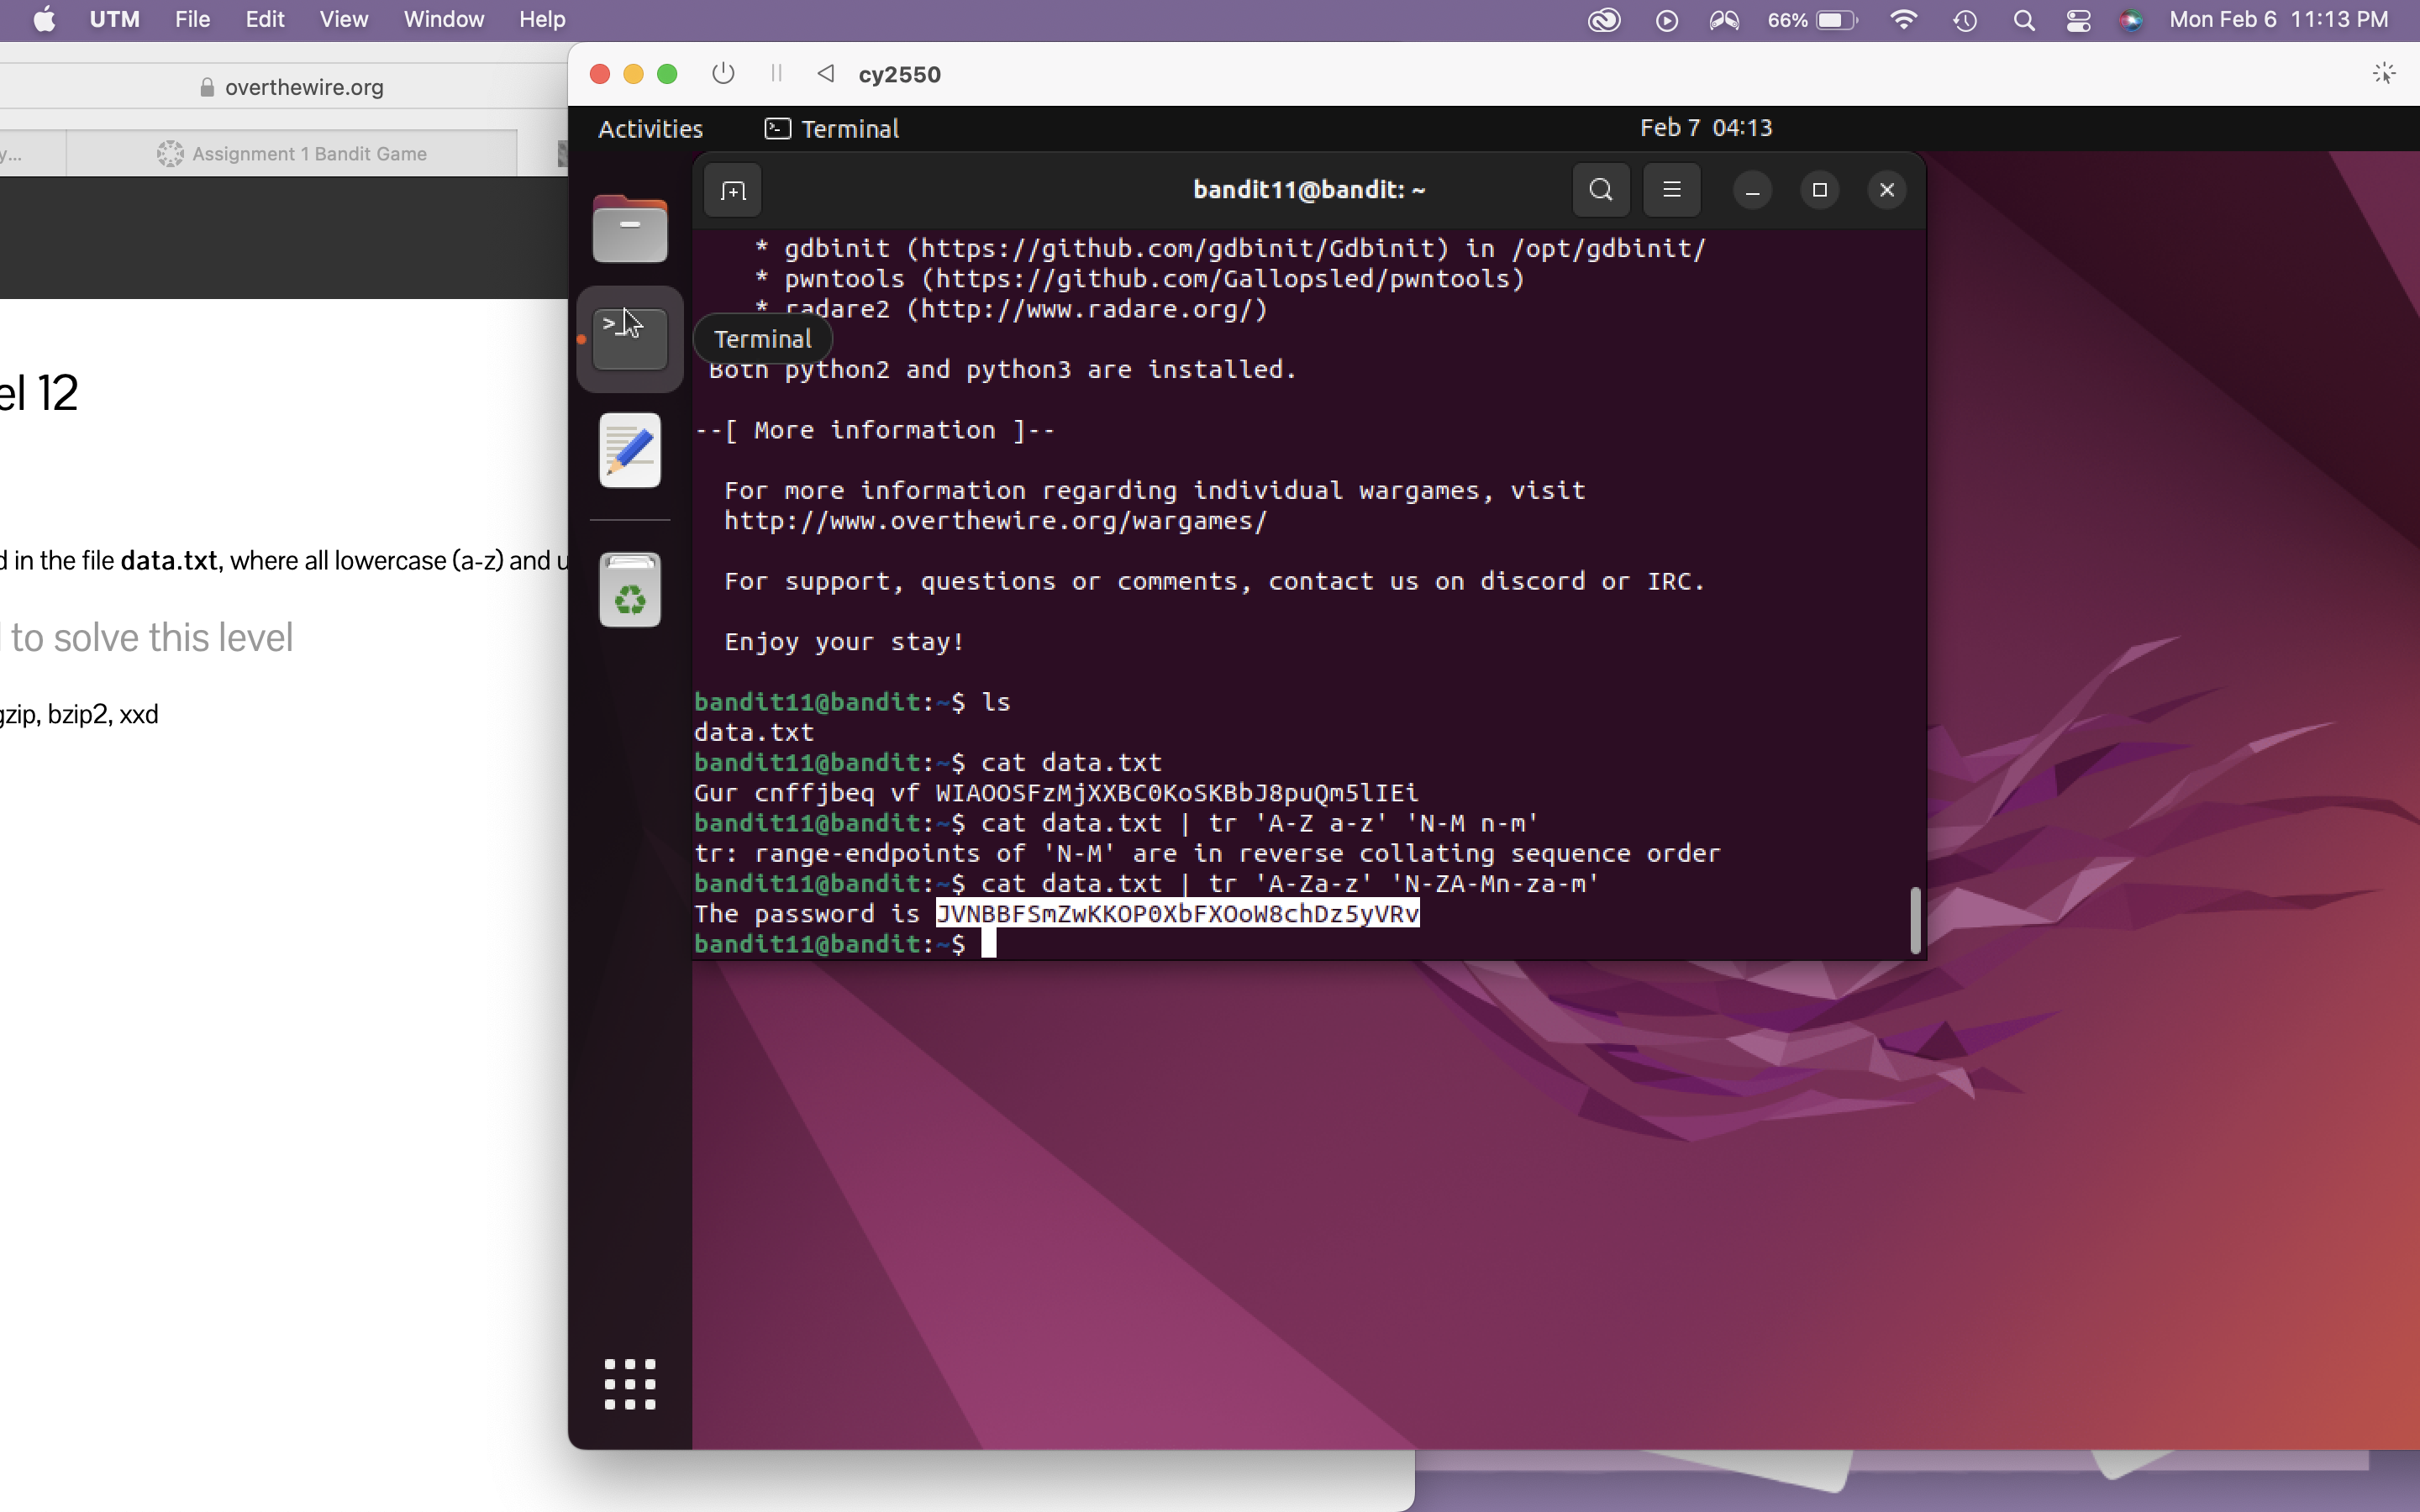 UTM File Edit View Window Help 66% Mon Feb 6 11:13 PM
overthewire.org
cy2550
y...
Assignment 1 Bandit Game
Activities Terminal Feb 7 04:13
bandit11@bandit: ~
* gdbinit (https://github.com/gdbinit/Gdbinit) in /opt/gdbinit/
* pwntools (https://github.com/Gallopsled/pwntools)
* radare2 (http://www.radare.org/)
Terminal
Both python2 and python3 are installed.
--[ More information ]--
For more information regarding individual wargames, visit
http://www.overthewire.org/wargames/
For support, questions or comments, contact us on discord or IRC.
Enjoy your stay!
bandit11@bandit:~$ ls
data.txt
bandit11@bandit:~$ cat data.txt
Gur cnffjbeq vf WIAOOSFzMjXXBC0KoSKBbJ8puQm5lIEi
bandit11@bandit:~$ cat data.txt | tr 'A-Z a-z' 'N-M n-m'
tr: range-endpoints of 'N-M' are in reverse collating sequence order
bandit11@bandit:~$ cat data.txt | tr 'A-Za-z' 'N-ZA-Mn-za-m'
The password is JVNBBFSmZwKKOP0XbFXOoW8chDz5yVRv
bandit11@bandit:~$
el 12
d in the file data.txt, where all lowercase (a-z) and u
to solve this level
gzip, bzip2, xxd